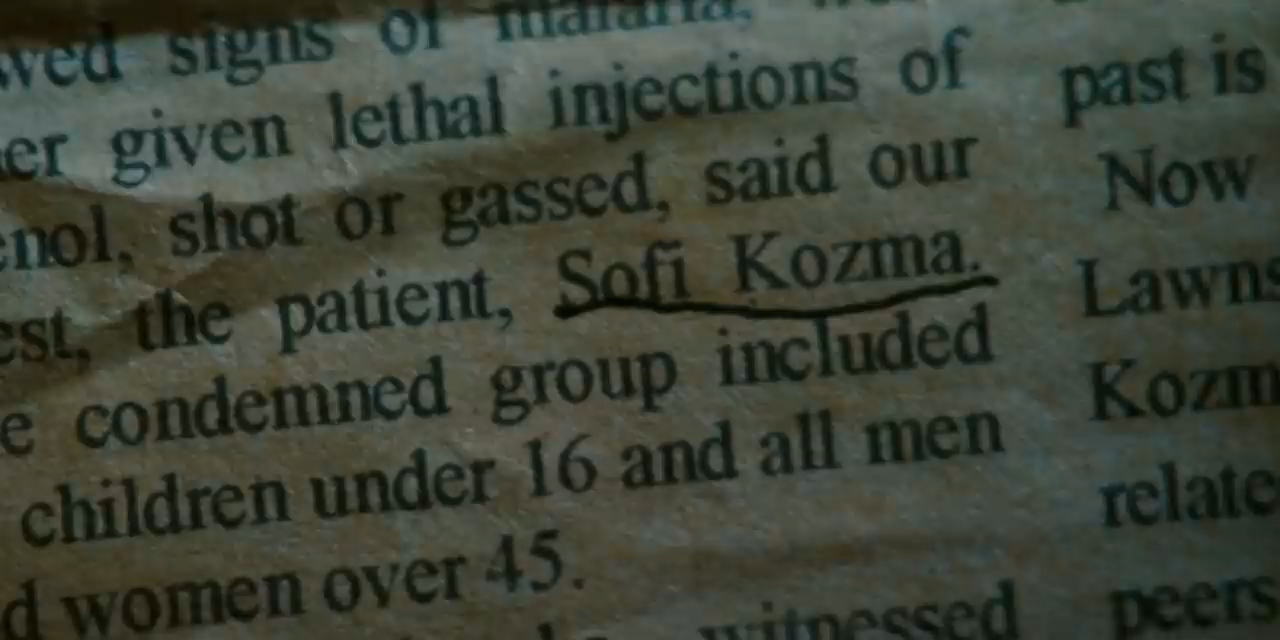 wed signs of malaria,
er given lethal injections of
enol, shot or gassed, said our
est, the patient, Sofi Kozma.
e condemned group included
children under 16 and all men
d women over 45.
witnessed
past is
Now
Lawns
Kozm
relate
peers